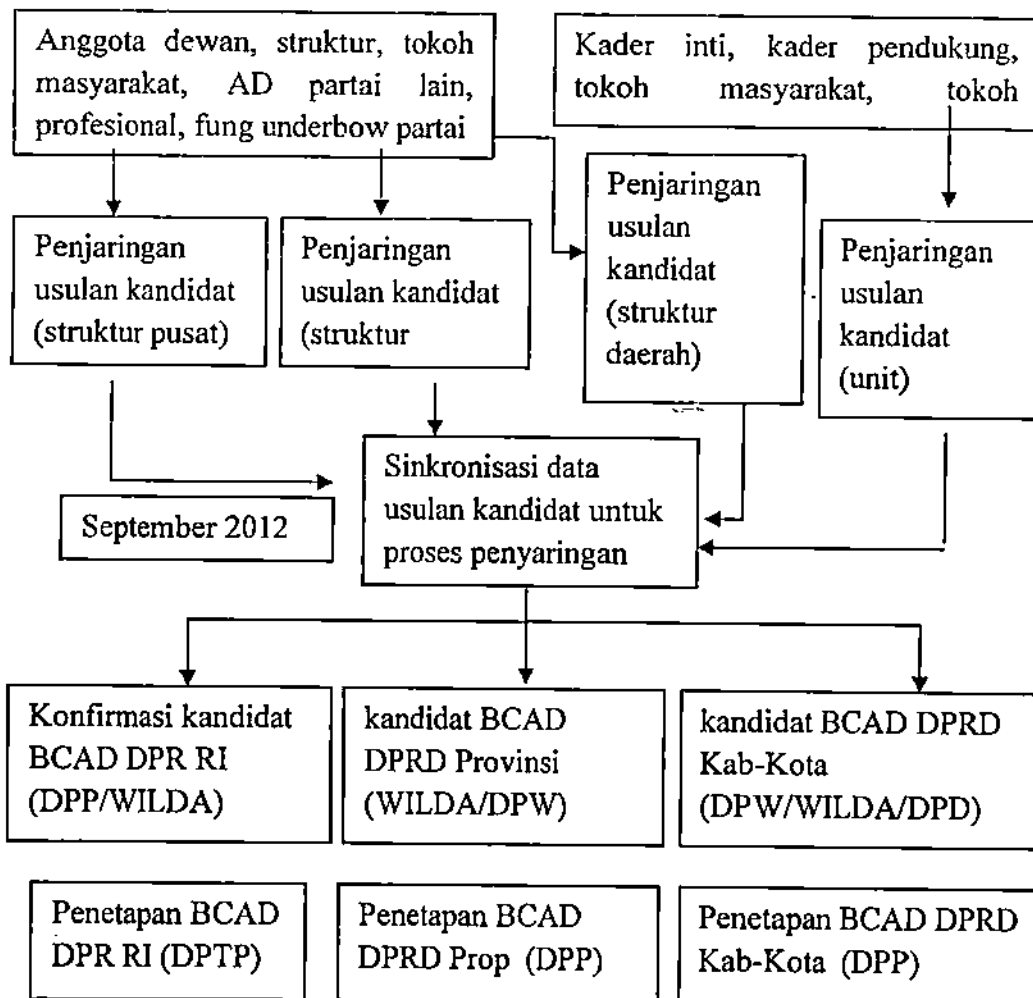 Anggota dewan, struktur, tokoh
masyarakat, AD partai lain,
profesional, fung underbow partai
Kader inti, kader pendukung,
tokoh masyarakat, tokoh
Penjaringan
usulan kandidat
(struktur pusat)
Penjaringan
usulan kandidat
(struktur
Penjaringan
usulan
kandidat
(struktur
daerah)
Penjaringan
usulan
kandidat
(unit)
Sinkronisasi data
usulan kandidat untuk
proses penyaringan
September 2012
Konfirmasi kandidat
BCAD DPR RI
(DPP/WILDA)
kandidat BCAD
DPRD Provinsi
(WILDA/DPW)
kandidat BCAD DPRD
Kab-Kota
(DPW/WILDA/DPD)
Penetapan BCAD
DPR RI (DPTP)
Penetapan BCAD
DPRD Prop (DPP)
Penetapan BCAD DPRD
Kab-Kota (DPP)